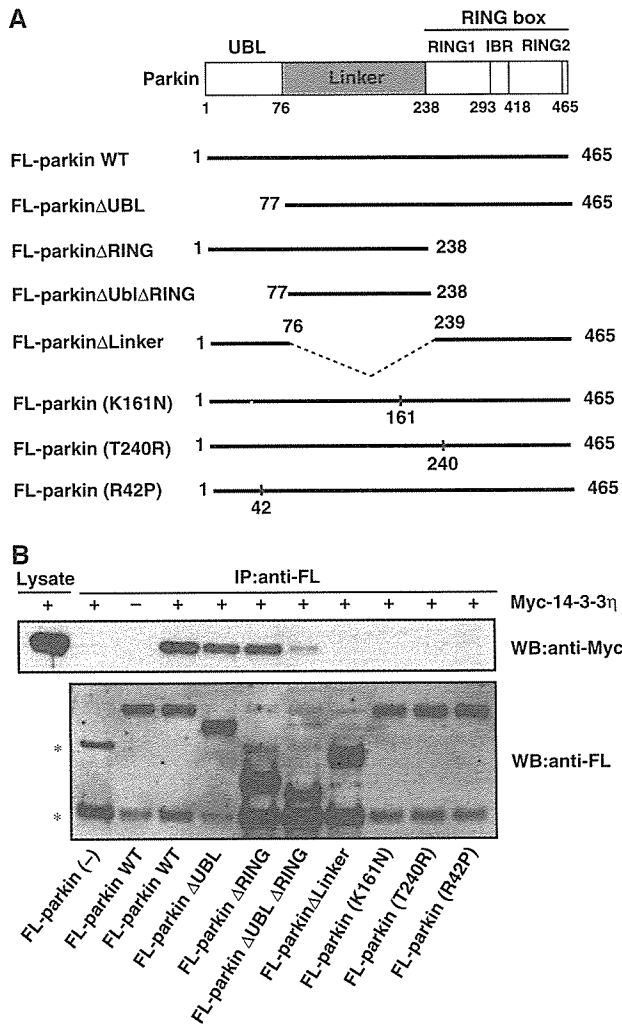 A
RING box
UBL RING1 IBR RING2
Parkin Linker
1 76 238 293 418 465
FL-parkin WT 1 465
FL-parkinΔUBL 77 465
FL-parkinΔRING 1 238
FL-parkinΔUblΔRING 77 238
FL-parkinΔLinker 1 76 239 465
FL-parkin (K161N) 1 465
161
FL-parkin (T240R) 1 465
240
FL-parkin (R42P) 1 465
42
B
Lysate IP:anti-FL
+ + − + + + + + + + + Myc-14-3-3η
WB:anti-Myc
* WB:anti-FL
*
FL-parkin (−)
FL-parkin WT
FL-parkin WT
FL-parkin ΔUBL
FL-parkin ΔRING
FL-parkin ΔUBL ΔRING
FL-parkinΔLinker
FL-parkin (K161N)
FL-parkin (T240R)
FL-parkin (R42P)